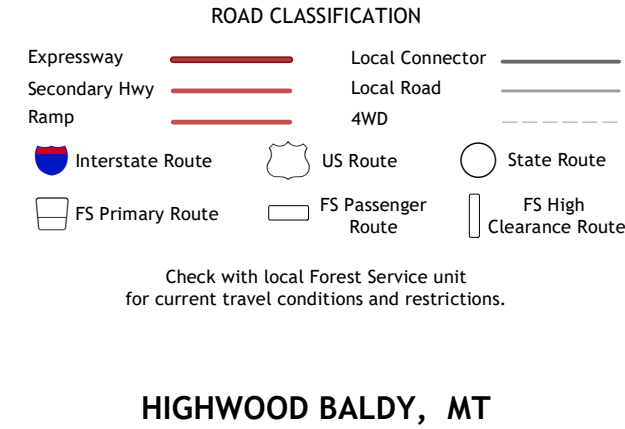 ROAD CLASSIFICATION
Expressway
Local Connector
Secondary Hwy
Local Road
Ramp
4WD
Interstate Route
US Route
State Route
FS Primary Route
FS Passenger
Route
FS High
Clearance Route
Check with local Forest Service unit
for current travel conditions and restrictions.
HIGHWOOD BALDY, MT